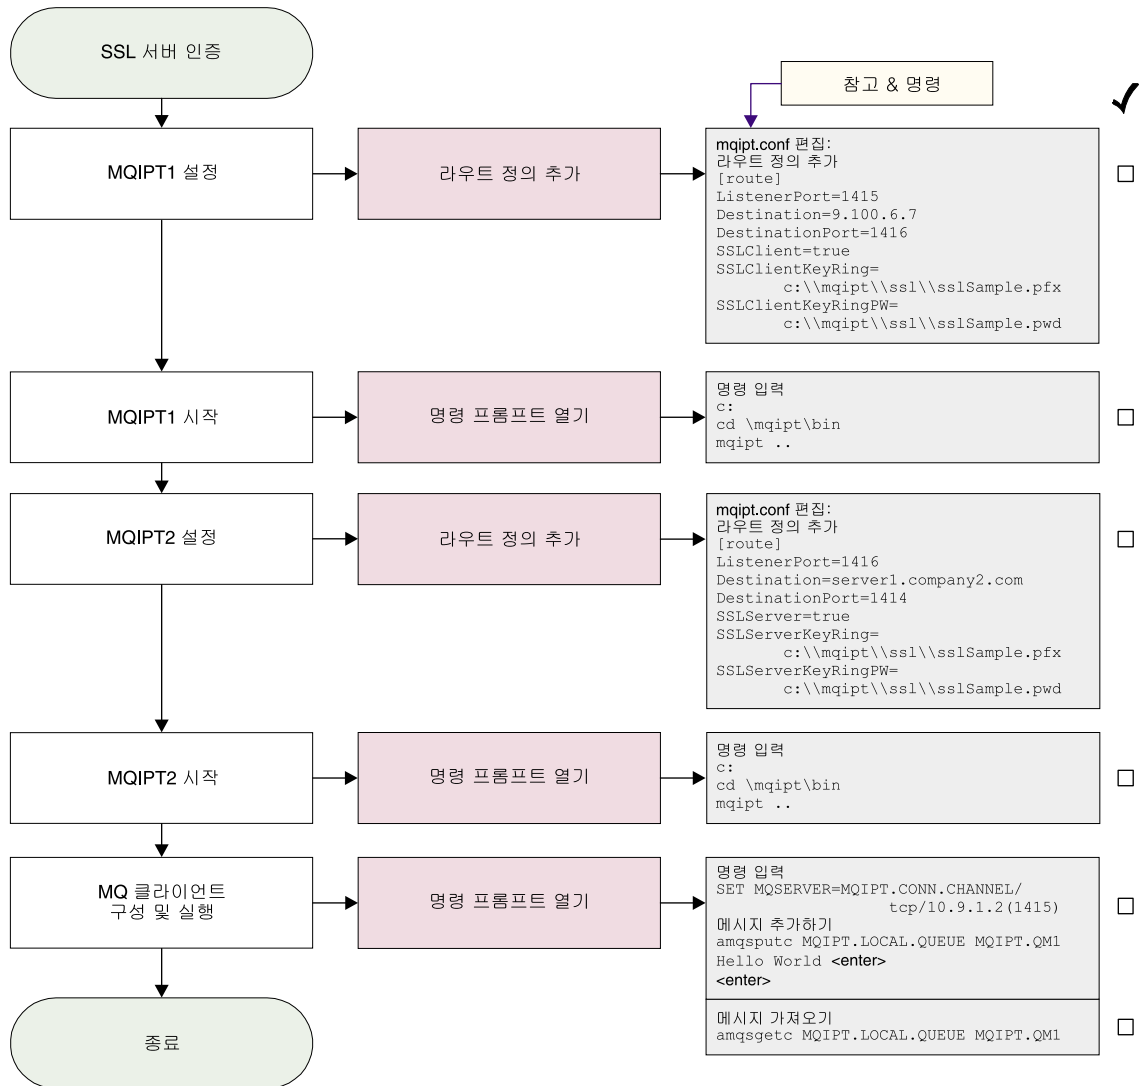 SSL 서버 인증
참고 & 명령
MQIPT1 설정
라우트 정의 추가
mqipt.conf 편집:
라우트 정의 추가
[route]
ListenerPort=1415
Destination=9.100.6.7
DestinationPort=1416
SSLClient=true
SSLClientKeyRing=
c:\\mqipt\\ssl\\sslSample.pfx
SSLClientKeyRingPW=
c:\\mqipt\\ssl\\sslSample.pwd
MQIPT1 시작
명령 프롬프트 열기
명령 입력
c:
cd \mqipt\bin
mqipt ..
MQIPT2 설정
라우트 정의 추가
mqipt.conf 편집:
라우트 정의 추가
[route]
ListenerPort=1416
Destination=server1.company2.com
DestinationPort=1414
SSLServer=true
SSLServerKeyRing=
c:\\mqipt\\ssl\\sslSample.pfx
SSLServerKeyRingPW=
c:\\mqipt\\ssl\\sslSample.pwd
MQIPT2 시작
명령 프롬프트 열기
명령 입력
c:
cd \mqipt\bin
mqipt ..
MQ 클라이언트
구성 및 실행
명령 프롬프트 열기
명령 입력
SET MQSERVER=MQIPT.CONN.CHANNEL/
tcp/10.9.1.2(1415)
메시지 추가하기
amqsputc MQIPT.LOCAL.QUEUE MQIPT.QM1
Hello World <enter>
<enter>
종료
메시지 가져오기
amqsgetc MQIPT.LOCAL.QUEUE MQIPT.QM1